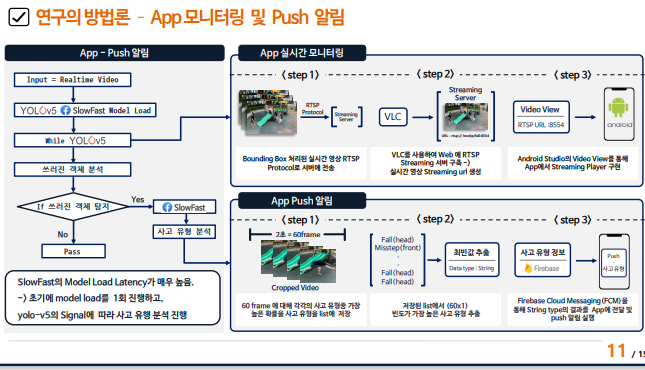 연구의 방법론 - App 모니터링 및 Push 알림
App - Push 알림
Input = Realtime Video
YOLOv5 SlowFast Model Load
While YOLOv5
쓰러진 객체 분석
If 쓰러진 객체 탐지
Yes
SlowFast
사고 유형 분석
No
Pass
SlowFast의 Model Load Latency가 매우 높음.
-> 초기에 model load를 1회 진행하고,
yolo-v5의 Signal에 따라 사고 유형 분석 진행
App 실시간 모니터링
< step 1 >
RTSP
Protocol
Streaming
Server
Bounding Box 처리된 실시간 영상 RTSP
Protocol로 서버에 전송
< step 2 >
VLC
Streaming
Server
VLC를 사용하여 Web 에 RTSP
Streaming 서버 구축 ->
실시간 영상 Streaming url 생성
< step 3 >
Video View
RTSP URL :8554
android
Android Studio의 Video View를 통해
App에서 Streaming Player 구현
App Push 알림
< step 1 >
2초 = 60frame
Cropped Video
60 frame 에 대해 각각의 사고 유형중 가장
높은 확률을 사고 유형을 list에 저장
< step 2 >
Fall(head)
Misstep(front)
.
.
Fall(head)
Fall(head)
최빈값 추출
Data type : String
저장된 list에서 (60x1)
빈도가 가장 높은 사고 유형 추출
< step 3 >
사고 유형 정보
Firebase
Push
-
사고유형
Firebase Cloud Messaging (FCM) 을
통해 String type의 결과를 App에 전달 및
push 알림 실행
11 / 15